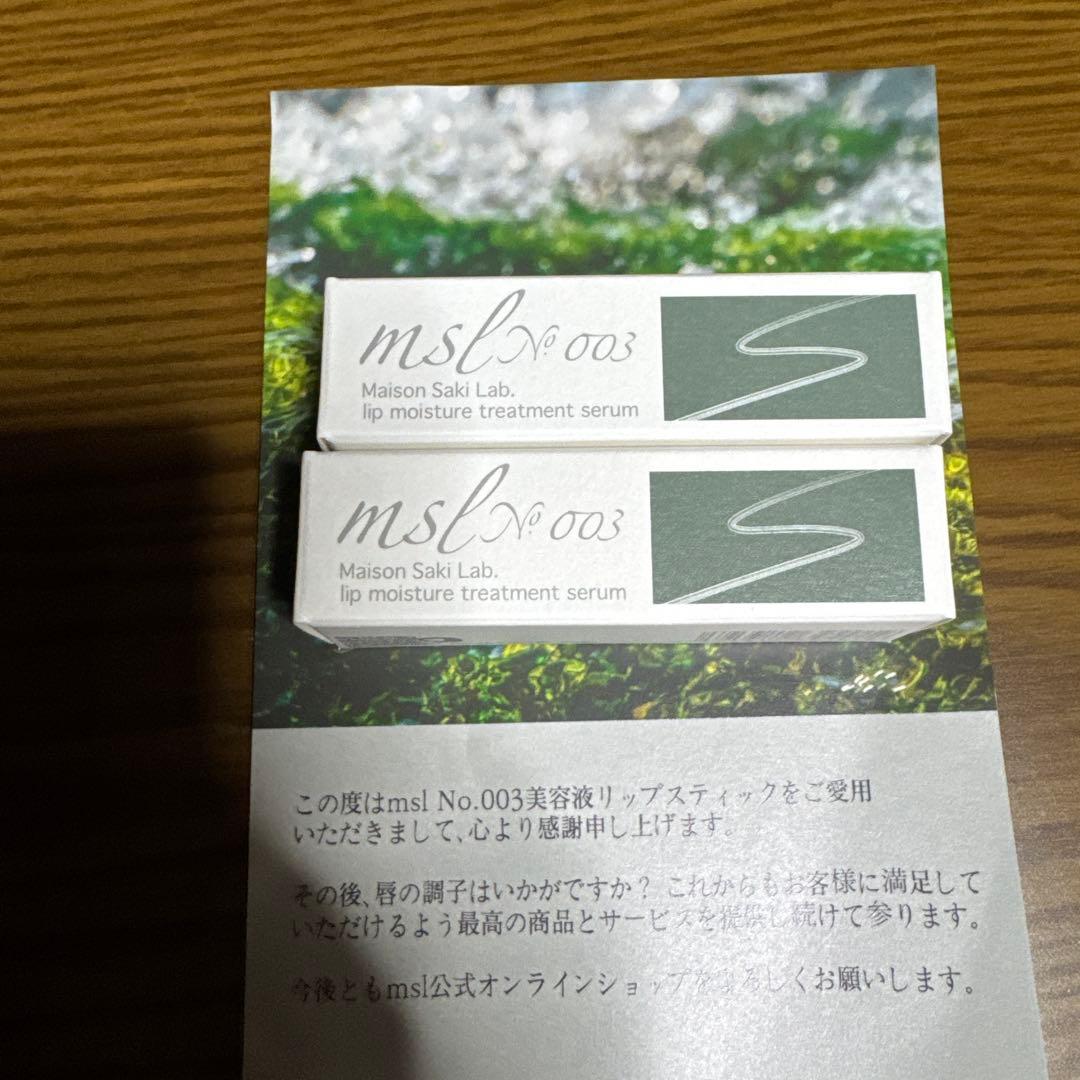 msl No. 003
Maison Saki Lab.
lip moisture treatment serum
msl No. 003
Maison Saki Lab.
lip moisture treatment serum
この度はmsl No.003美容液リップスティックをご愛用
いただきまして、心より感謝申し上げます。
その後、唇の調子はいかがですか？ これからもお客様に満足して
いただけるよう最高の商品とサービスを提供し続けて参ります。
今後ともmsl公式オンラインショップをよろしくお願いします。